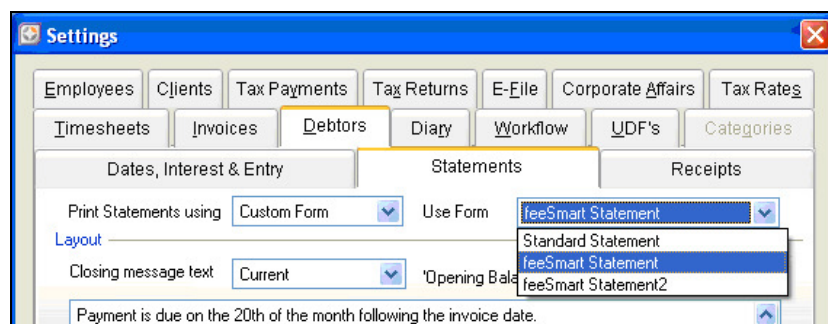 Settings
Employees Clients Tax Payments Tax Returns E-File Corporate Affairs Tax Rates
Timesheets Invoices Debtors Diary Workflow UDF's Categories
Dates, Interest & Entry Statements Receipts
Print Statements using Custom Form Use Form feeSmart Statement
Layout Standard Statement
feeSmart Statement
Closing message text Current 'Opening Bala
feeSmart Statement2
Payment is due on the 20th of the month following the invoice date.